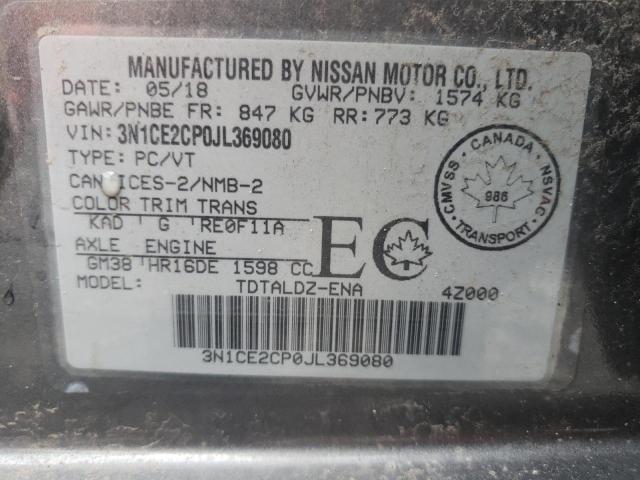 MANUFACTURED BY NISSAN MOTOR CO., LTD.
DATE: 05/18 GVWR/PNBV: 1574 KG
GAWR/PNBE FR: 847 KG RR: 773 KG
VIN: 3N1CE2CP0JL369080
TYPE: PC/VT
CAN ICES-2/NMB-2
COLOR TRIM TRANS
KAD G RE0F11A
AXLE ENGINE
GM38 HR16DE 1598 CC
EC
MODEL: TDTALDZ-ENA 4Z000
3N1CE2CP0JL369080
CANADA
CMVSS NSVAC
986
TRANSPORT